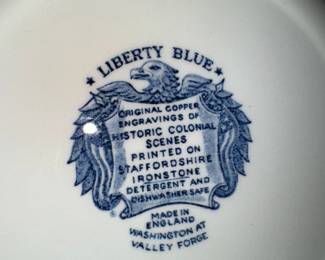 ★ LIBERTY BLUE ★
ORIGINAL COPPER
ENGRAVINGS OF
HISTORIC COLONIAL
SCENES
PRINTED ON
STAFFORDSHIRE
IRONSTONE
DETERGENT AND
DISHWASHER SAFE
MADE IN
ENGLAND
WASHINGTON AT
VALLEY FORGE